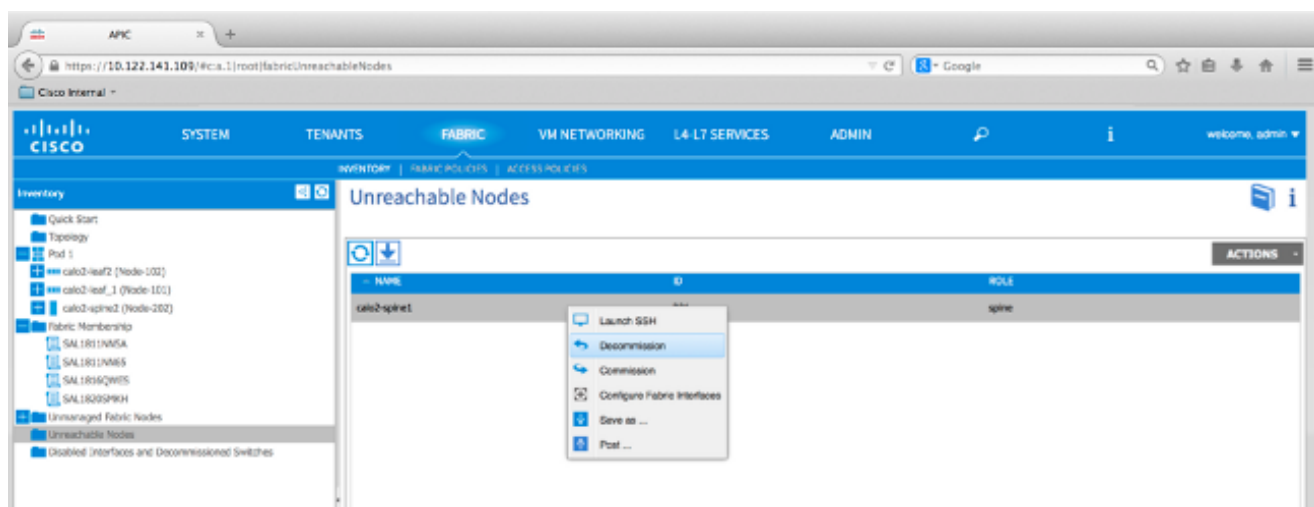 APIC
https://10.122.141.109/#c:a.1|root|fabricUnreachableNodes
Google
Cisco Internal
CISCO
SYSTEM
TENANTS
FABRIC
VM NETWORKING
L4-L7 SERVICES
ADMIN
welcome, admin
INVENTORY | FABRIC POLICIES | ACCESS POLICIES
Inventory
Quick Start
Topology
Pod 1
calo2-leaf2 (Node-102)
calo2-leaf_1 (Node-101)
calo2-spine2 (Node-202)
Fabric Membership
SAL1811NN5A
SAL1816QWES
SAL1820SMKH
Unmanaged Fabric Nodes
Unreachable Nodes
Disabled Interfaces and Decommissioned Switches
Unreachable Nodes
i
ACTIONS
NAME
ID
ROLE
calo2-spine1
spine
Launch SSH
Decommission
Commission
Configure Fabric Interfaces
Save as ...
Post ...